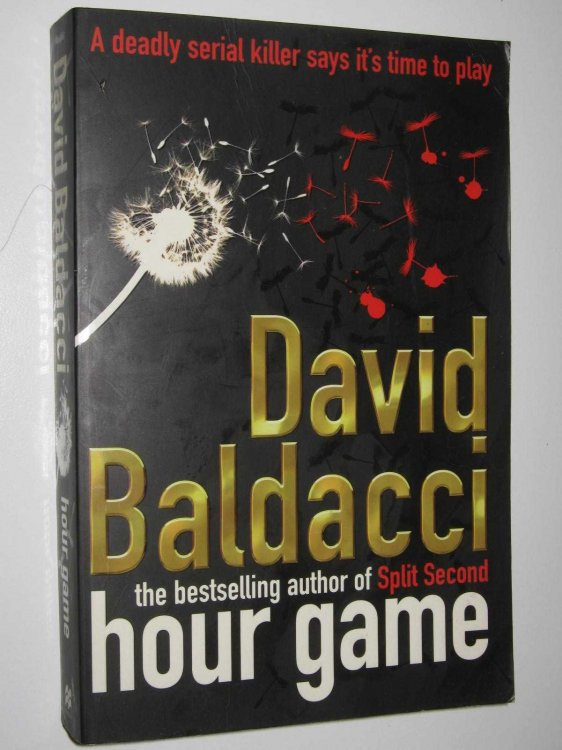 A deadly serial killer says it's time to play
David
Baldacci
the bestselling author of Split Second
hour game
David Baldacci
hour game